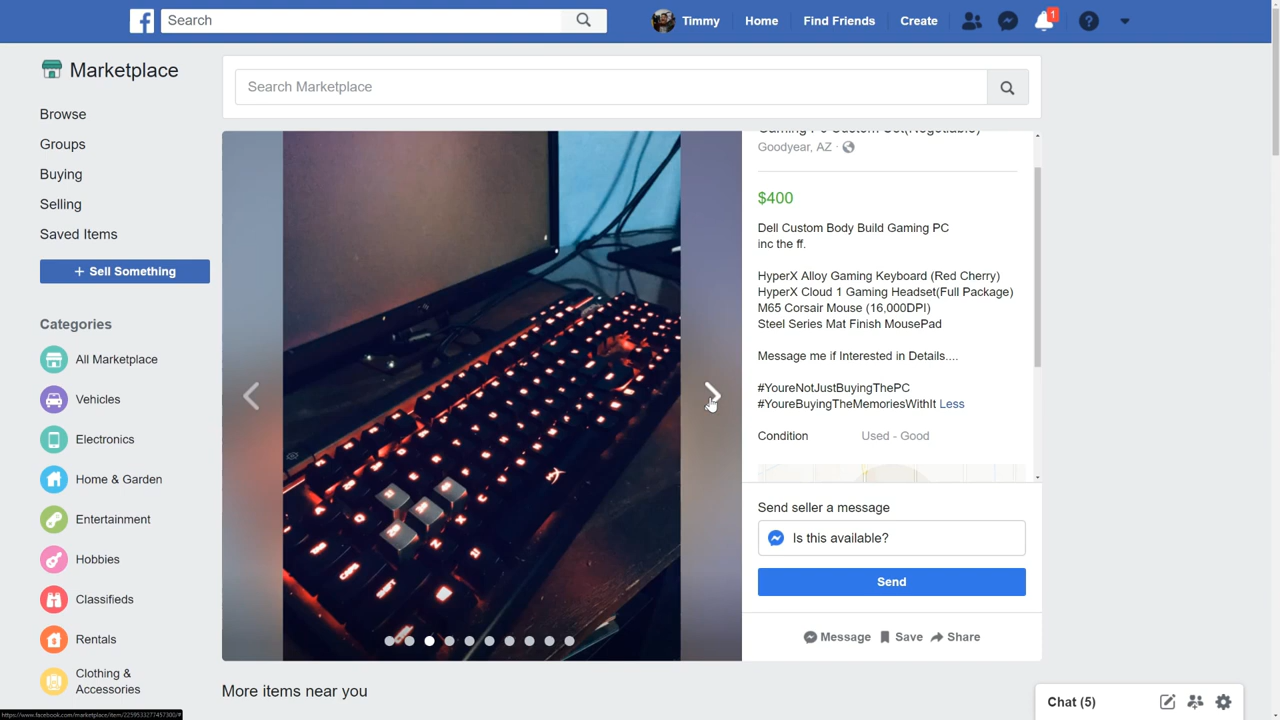 Search
Timmy
Home
Find Friends
Create
1
Marketplace
Search Marketplace
Browse
Groups
Buying
Selling
Saved Items
+ Sell Something
Categories
All Marketplace
Vehicles
Electronics
Home & Garden
Entertainment
Hobbies
Classifieds
Rentals
Clothing &
Accessories
Goodyear, AZ ·
$400
Dell Custom Body Build Gaming PC
inc the ff.
HyperX Alloy Gaming Keyboard (Red Cherry)
HyperX Cloud 1 Gaming Headset(Full Package)
M65 Corsair Mouse (16,000DPI)
Steel Series Mat Finish MousePad
Message me if Interested in Details....
#YoureNotJustBuyingThePC
#YoureBuyingTheMemoriesWithIt Less
Condition Used - Good
Send seller a message
Is this available?
Send
Message Save Share
More items near you
Chat (5)